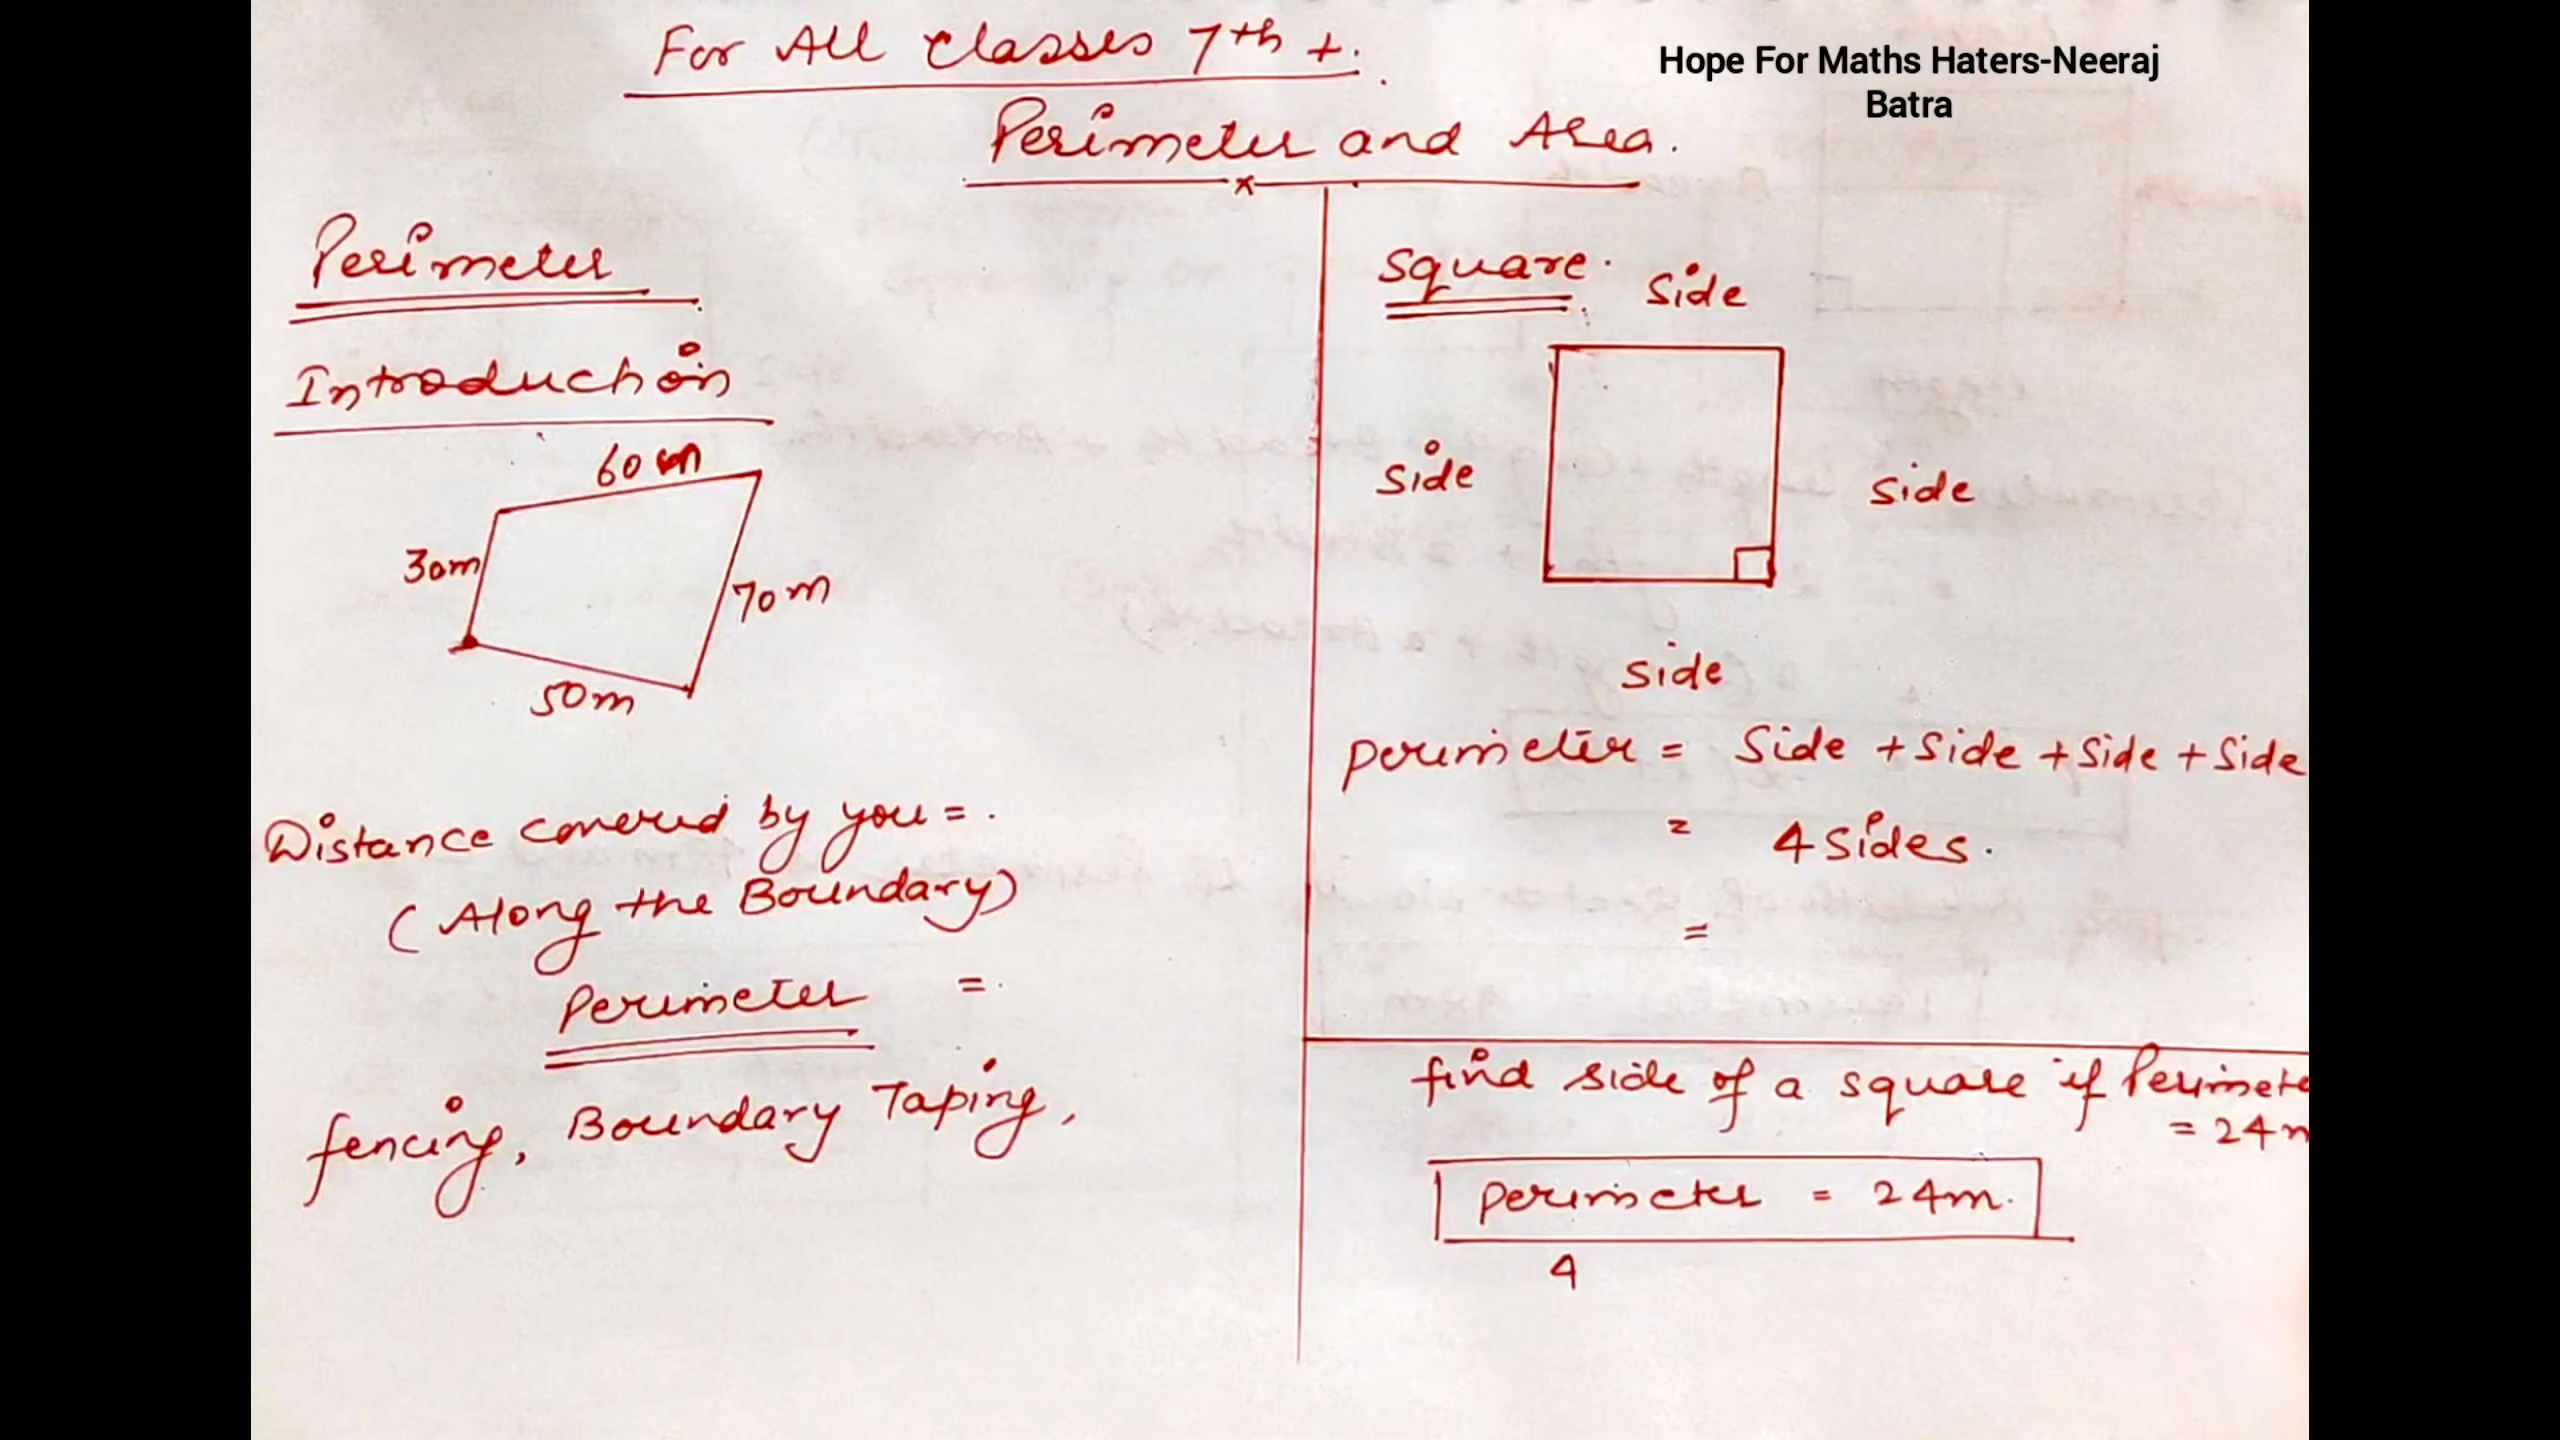 For All Classes 7th +.
Hope For Maths Haters-Neeraj
Batra
Perimeter and Area.
Perimeter
Introduction
60m
30m
70m
50m
Distance covered by you =.
(Along the Boundary)
Perimeter =.
fencing, Boundary Taping,
Square.
Side
Side
Side
Side
perimeter = Side + Side + Side + Side
= 4 Sides.
=
find side of a square if Perimete
= 24m
perimeter = 24m.
4